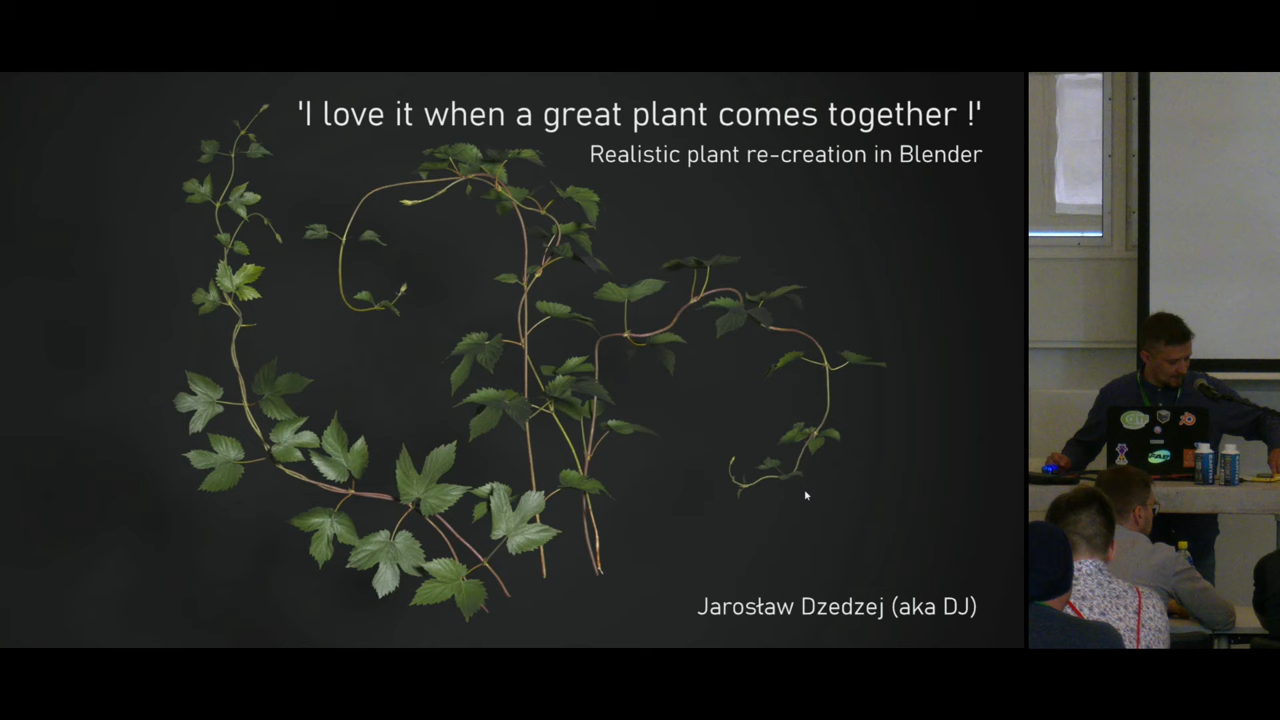 'I love it when a great plant comes together !'
Realistic plant re-creation in Blender
Jarosław Dzedzej (aka DJ)